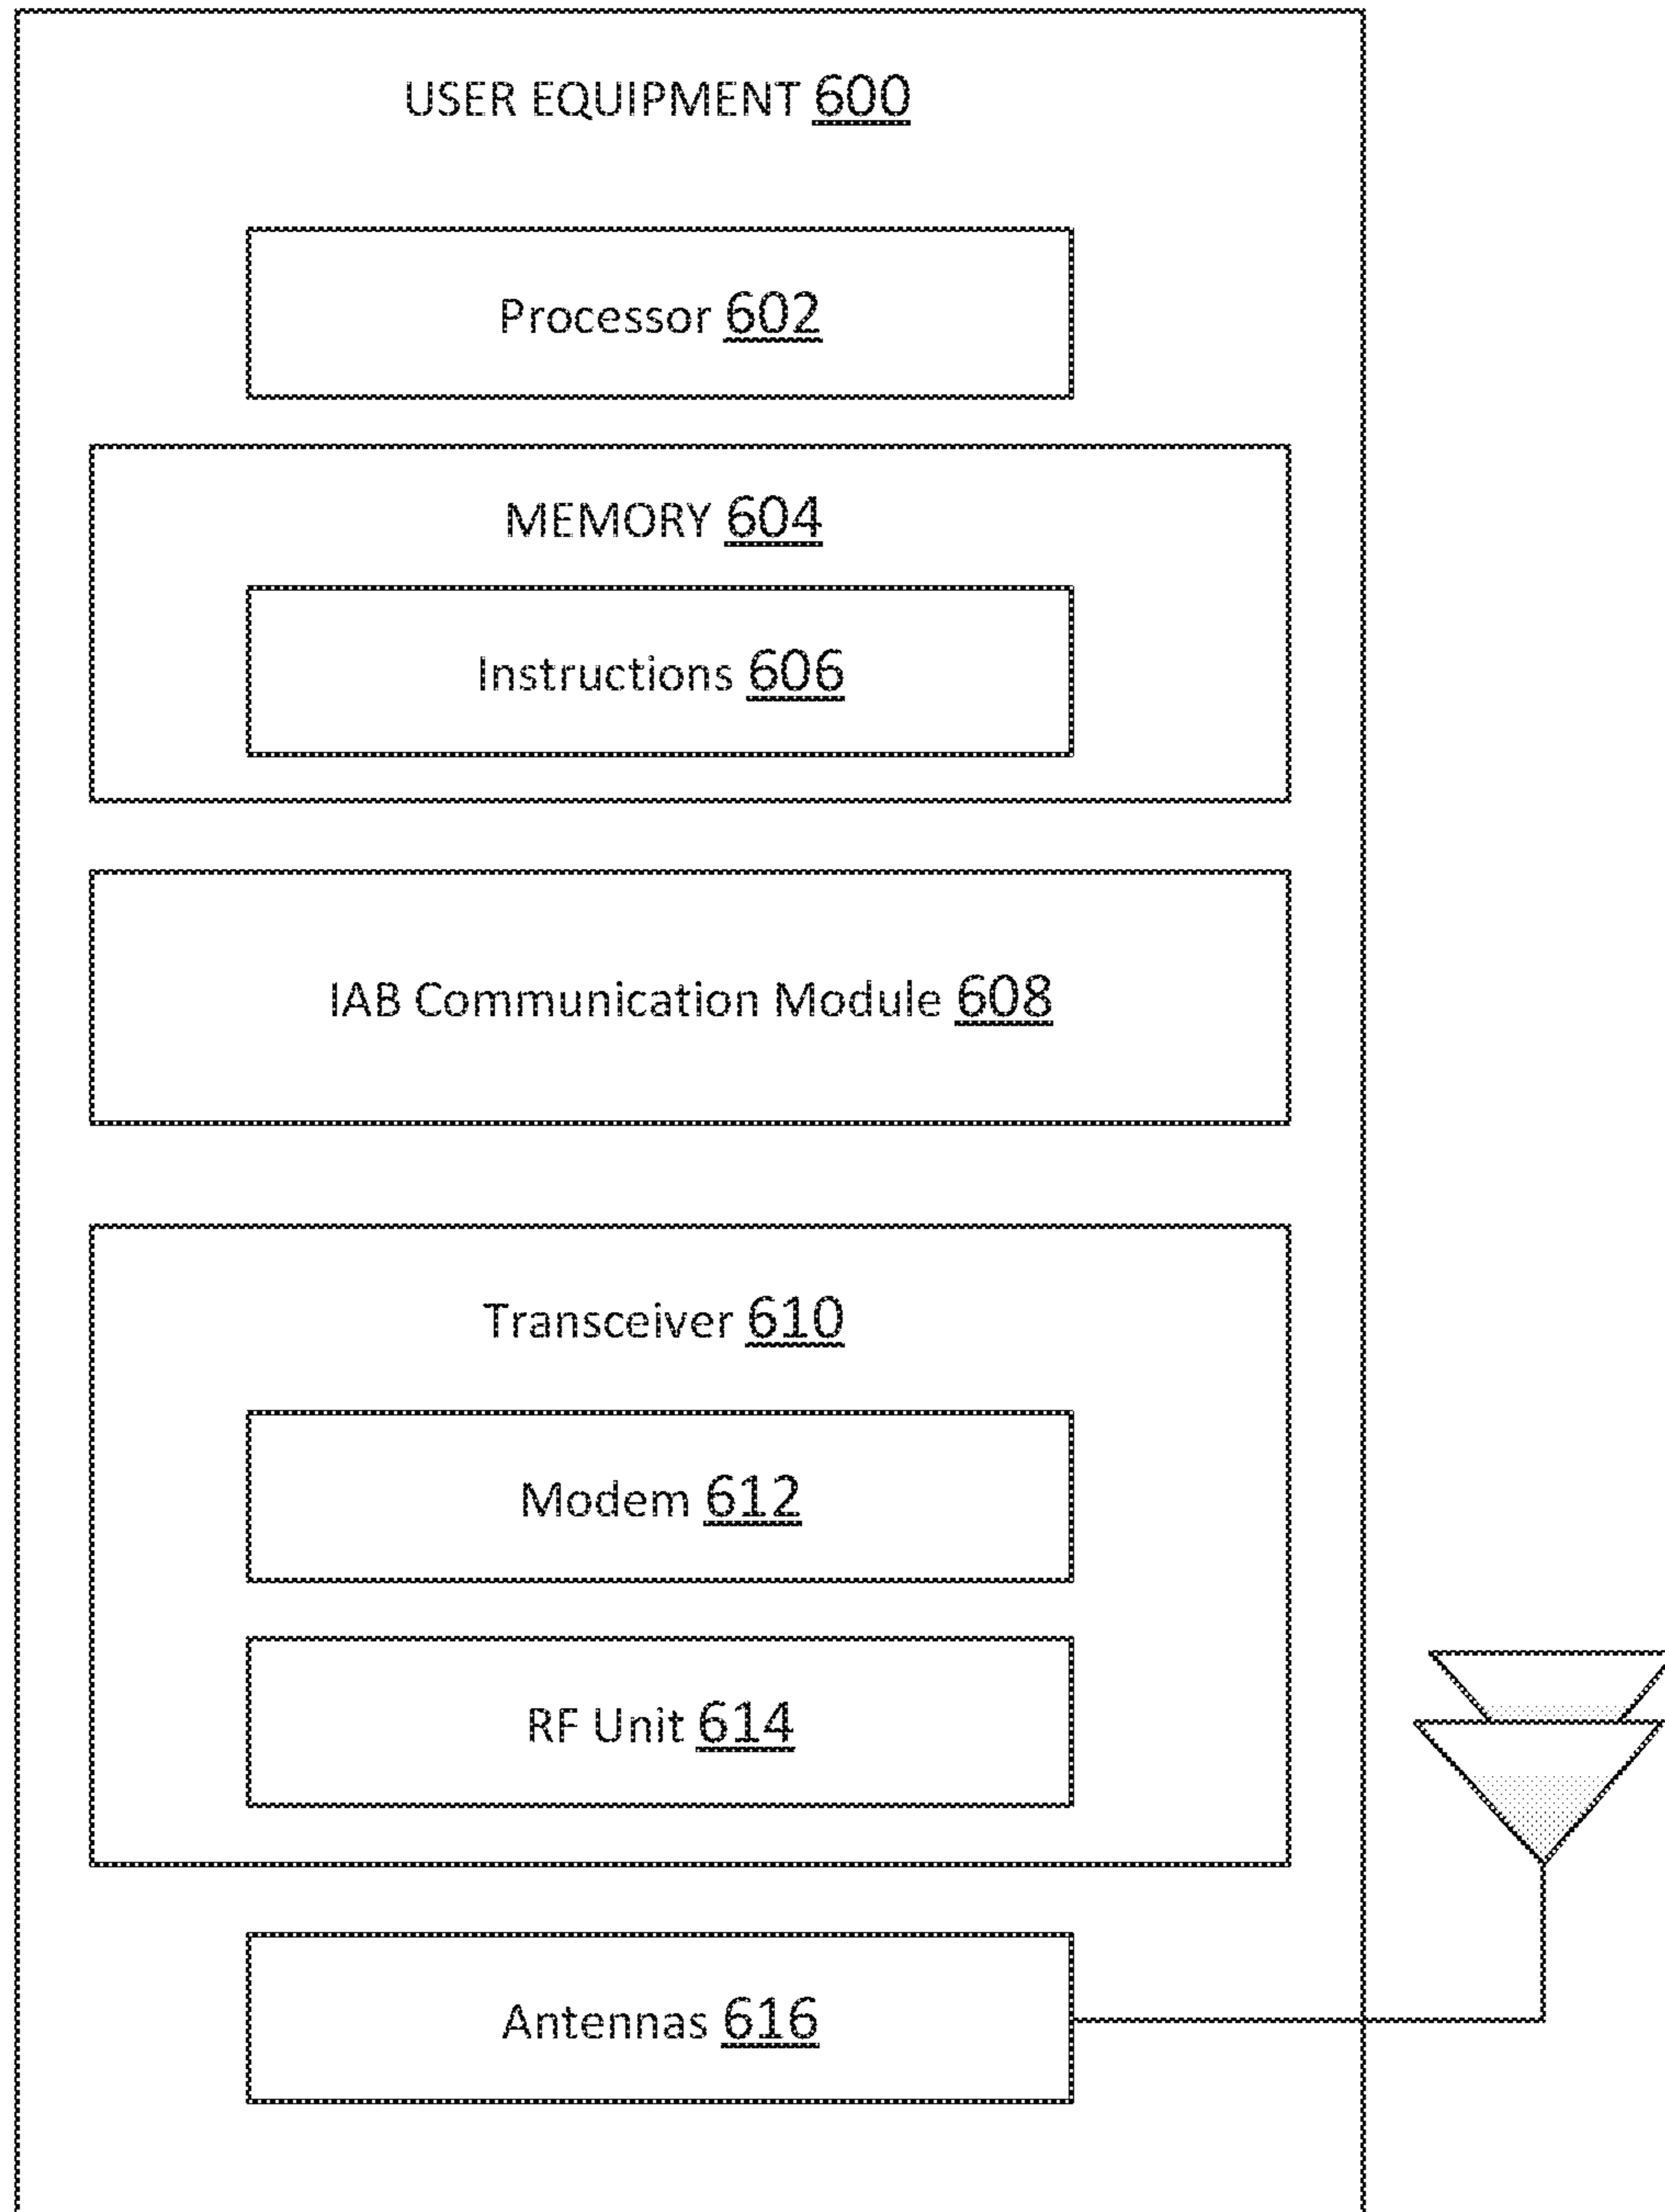 USER EQUIPMENT 600
Processor 602
MEMORY 604
Instructions 606
IAB Communication Module 608
Transceiver 610
Modem 612
RF Unit 614
Antennas 616